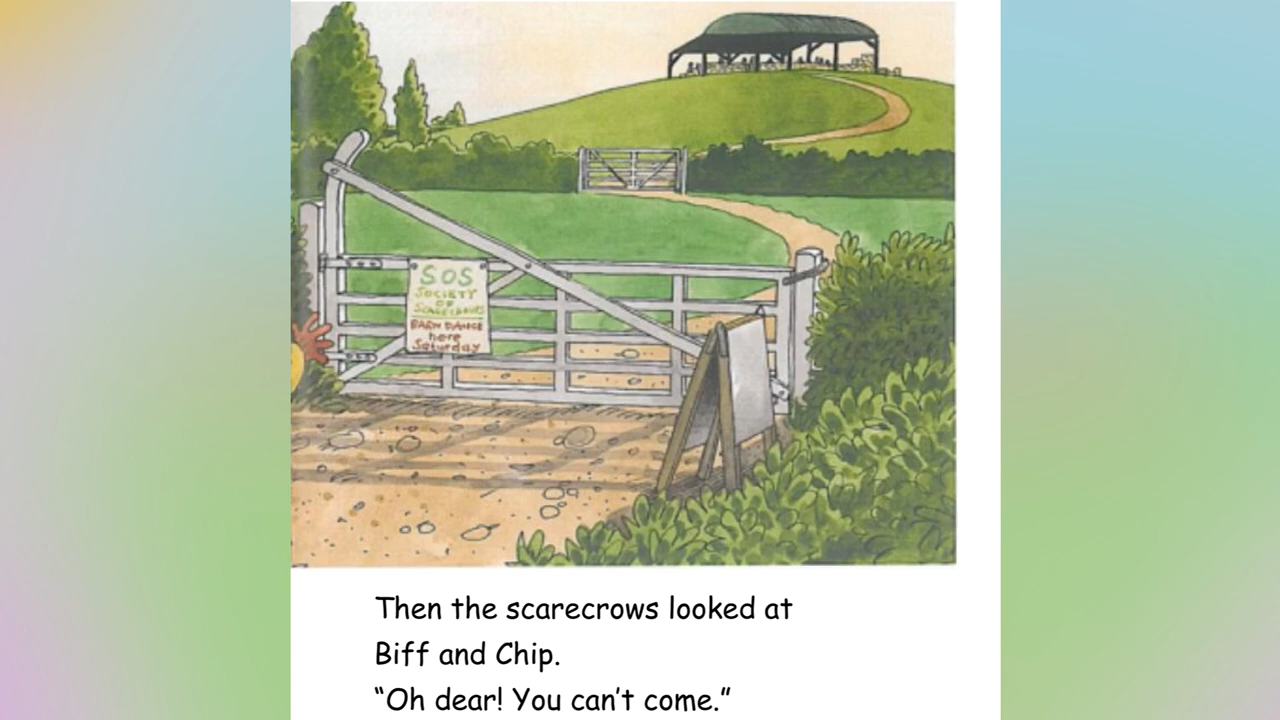 SOS
SOCIETY
OF
SCARECROWS
BARN DANCE
here
Saturday
Then the scarecrows looked at
Biff and Chip.
“Oh dear! You can’t come.”